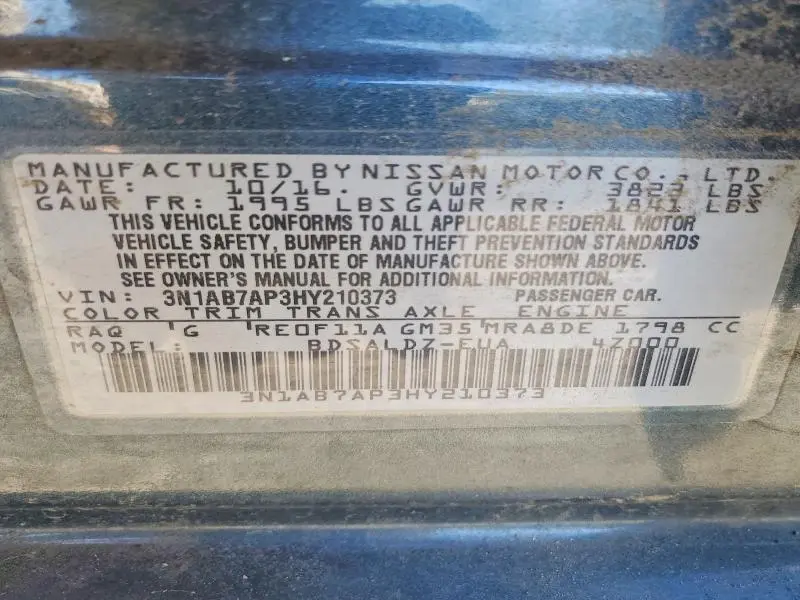 MANUFACTURED BY NISSAN MOTOR CO., LTD.
DATE: 10/16. GVWR: 3823 LBS
GAWR FR: 1995 LBS GAWR RR: 1841 LBS
THIS VEHICLE CONFORMS TO ALL APPLICABLE FEDERAL MOTOR
VEHICLE SAFETY, BUMPER AND THEFT PREVENTION STANDARDS
IN EFFECT ON THE DATE OF MANUFACTURE SHOWN ABOVE.
SEE OWNER'S MANUAL FOR ADDITIONAL INFORMATION.
VIN: 3N1AB7AP3HY210373 PASSENGER CAR.
COLOR TRIM TRANS AXLE ENGINE
RAQ 'G 'RE0F11A GM35 'MRA8DE 1798 CC
MODEL: BDSALDZ-EUA 4Z000
3N1AB7AP3HY210373